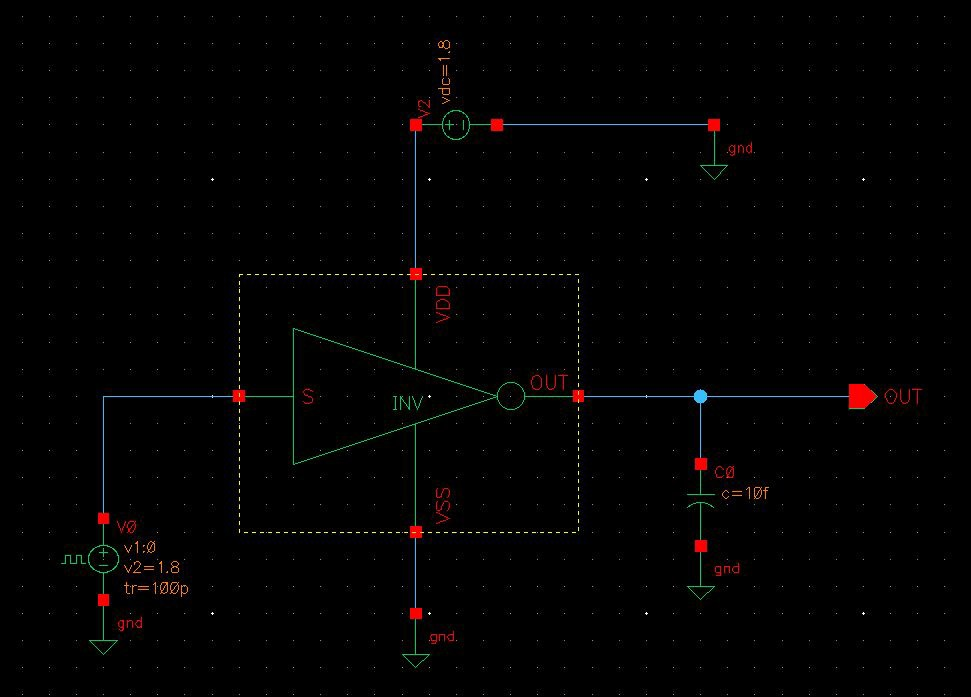 vdc=1.8
V2
gnd
VDD
S
INV
OUT
OUT
VSS
C0
c=10f
V0
v1:0
v2=1.8
tr=100p
gnd
gnd
gnd